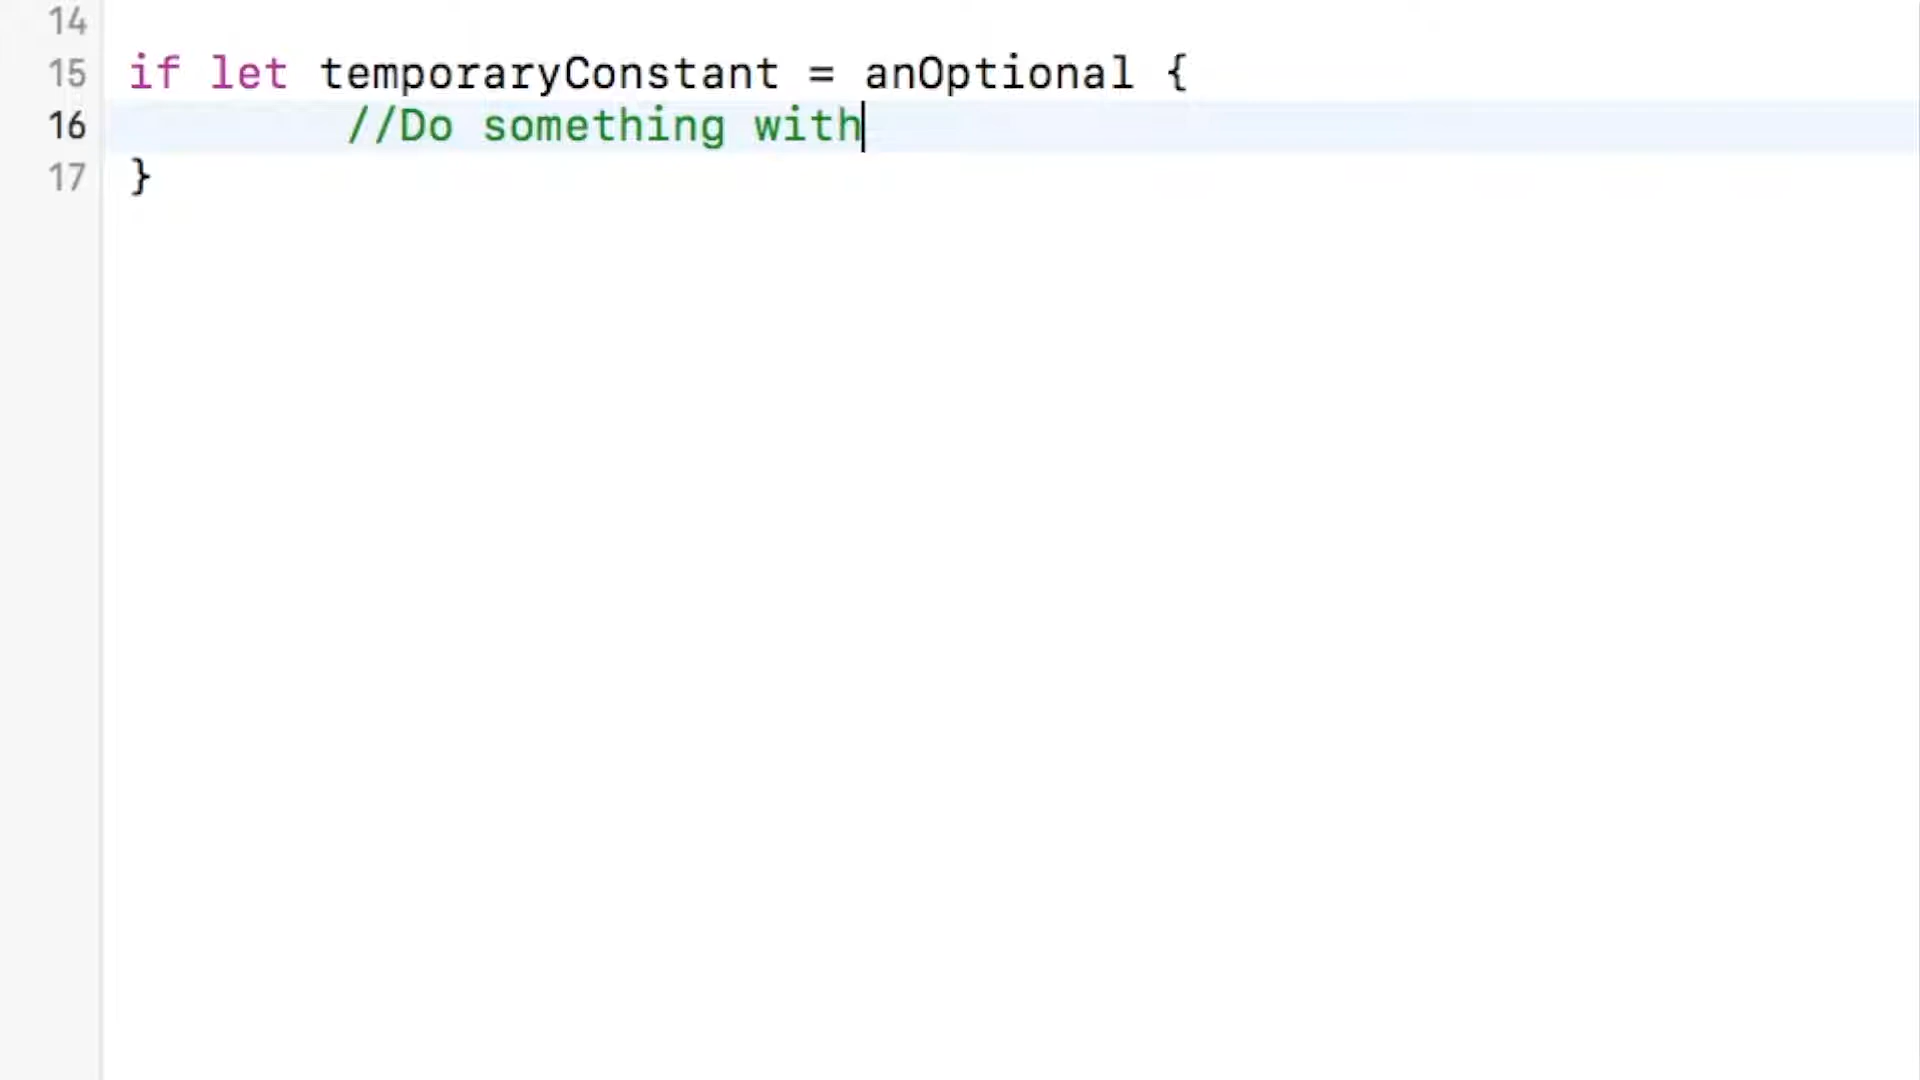 14
15 if let temporaryConstant = anOptional {
16 //Do something with
17 }